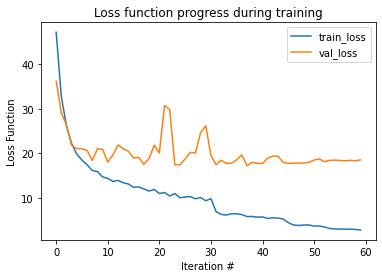 Loss function progress during training
train_loss
val_loss
Loss Function
40
30
20
10
0
10
20
30
40
50
60
Iteration #